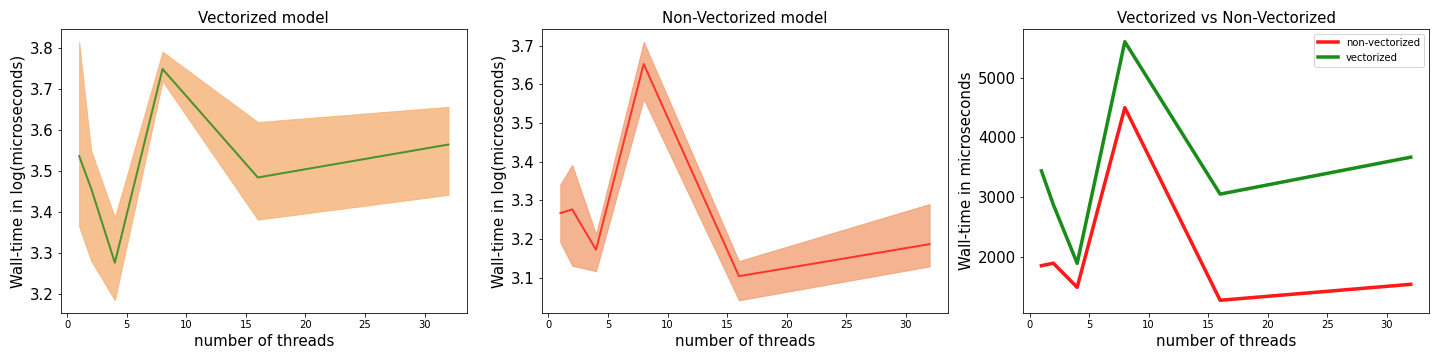 Vectorized model
Wall-time in log(microseconds)
3.8
3.7
3.6
3.5
3.4
3.3
3.2
0 5 10 15 20 25 30
number of threads
Non-Vectorized model
Wall-time in log(microseconds)
3.7
3.6
3.5
3.4
3.3
3.2
3.1
0 5 10 15 20 25 30
number of threads
Vectorized vs Non-Vectorized
Wall-time in microseconds
5000
4000
3000
2000
non-vectorized
vectorized
0 5 10 15 20 25 30
number of threads